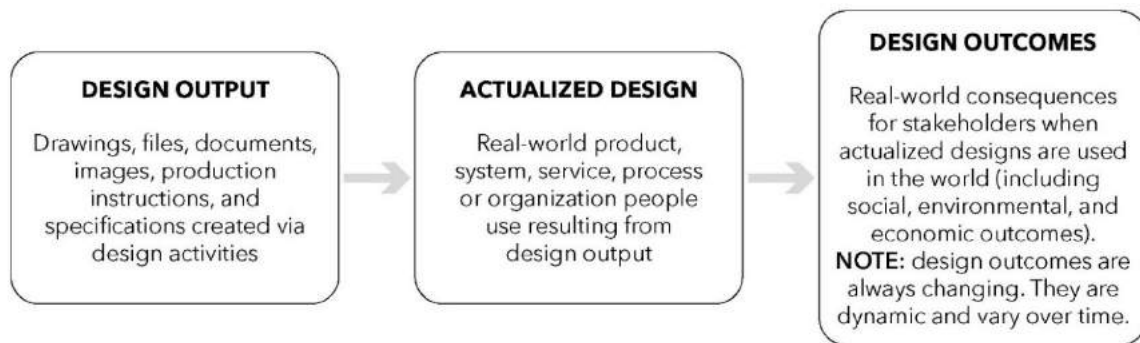 DESIGN OUTPUT
Drawings, files, documents,
images, production
instructions, and
specifications created via
design activities
ACTUALIZED DESIGN
Real-world product,
system, service, process
or organization people
use resulting from
design output
DESIGN OUTCOMES
Real-world consequences
for stakeholders when
actualized designs are used
in the world (including
social, environmental, and
economic outcomes).
NOTE: design outcomes are
always changing. They are
dynamic and vary over time.